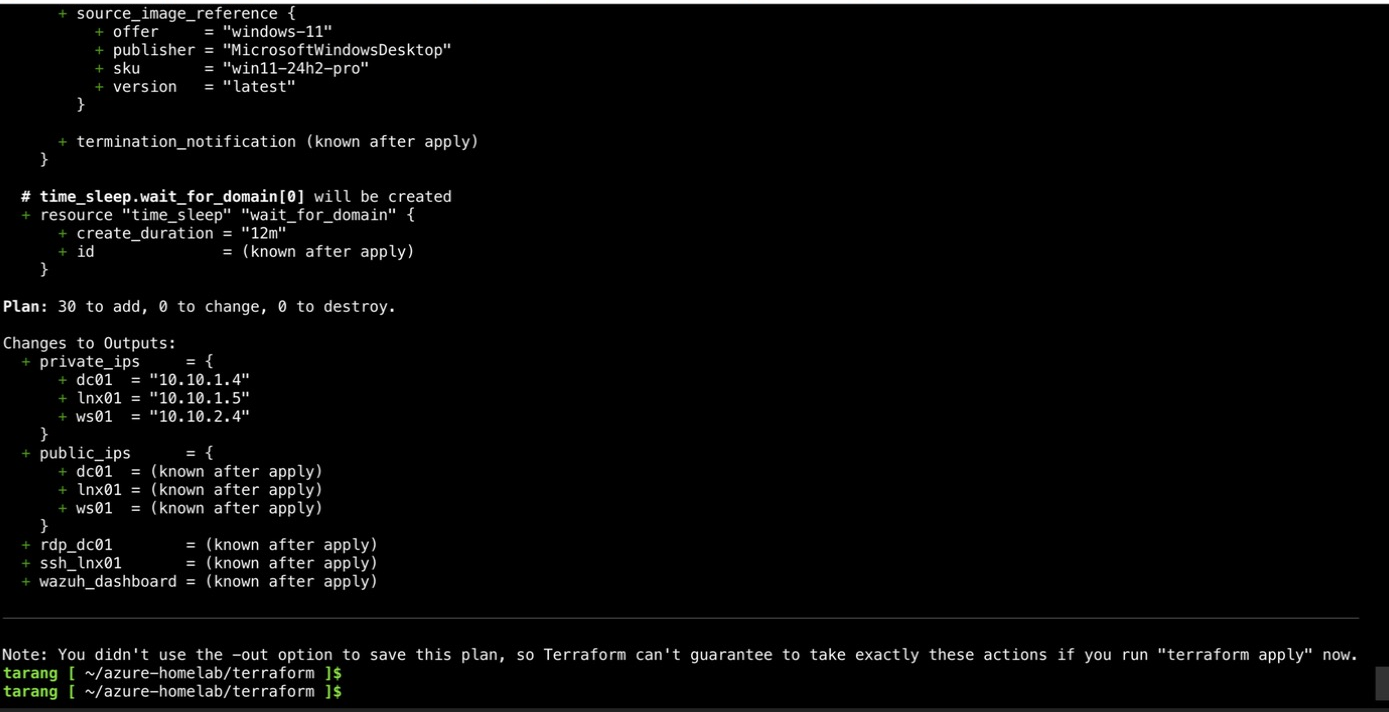 + source_image_reference {
+ offer     = "windows-11"
+ publisher = "MicrosoftWindowsDesktop"
+ sku       = "win11-24h2-pro"
+ version   = "latest"
}
+ termination_notification (known after apply)
}
# time_sleep.wait_for_domain[0] will be created
+ resource "time_sleep" "wait_for_domain" {
+ create_duration = "12m"
+ id              = (known after apply)
}
Plan: 30 to add, 0 to change, 0 to destroy.
Changes to Outputs:
+ private_ips     = {
+ dc01  = "10.10.1.4"
+ lnx01 = "10.10.1.5"
+ ws01  = "10.10.2.4"
}
+ public_ips      = {
+ dc01  = (known after apply)
+ lnx01 = (known after apply)
+ ws01  = (known after apply)
}
+ rdp_dc01        = (known after apply)
+ ssh_lnx01       = (known after apply)
+ wazuh_dashboard = (known after apply)
Note: You didn't use the -out option to save this plan, so Terraform can't guarantee to take exactly these actions if you run "terraform apply" now.
tarang [ ~/azure-homelab/terraform ]$
tarang [ ~/azure-homelab/terraform ]$